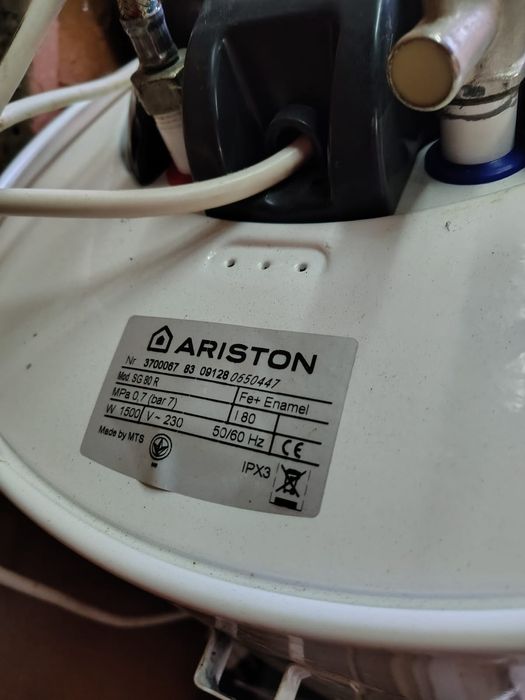 ARISTON
Nr 3700067 83 09128 0650447
Mod. SG 80 R
MPa 0,7 (bar 7) Fe+ Enamel
W 1500 V ~ 230 50/60 Hz l 80
Made by MTS CE
IPX3